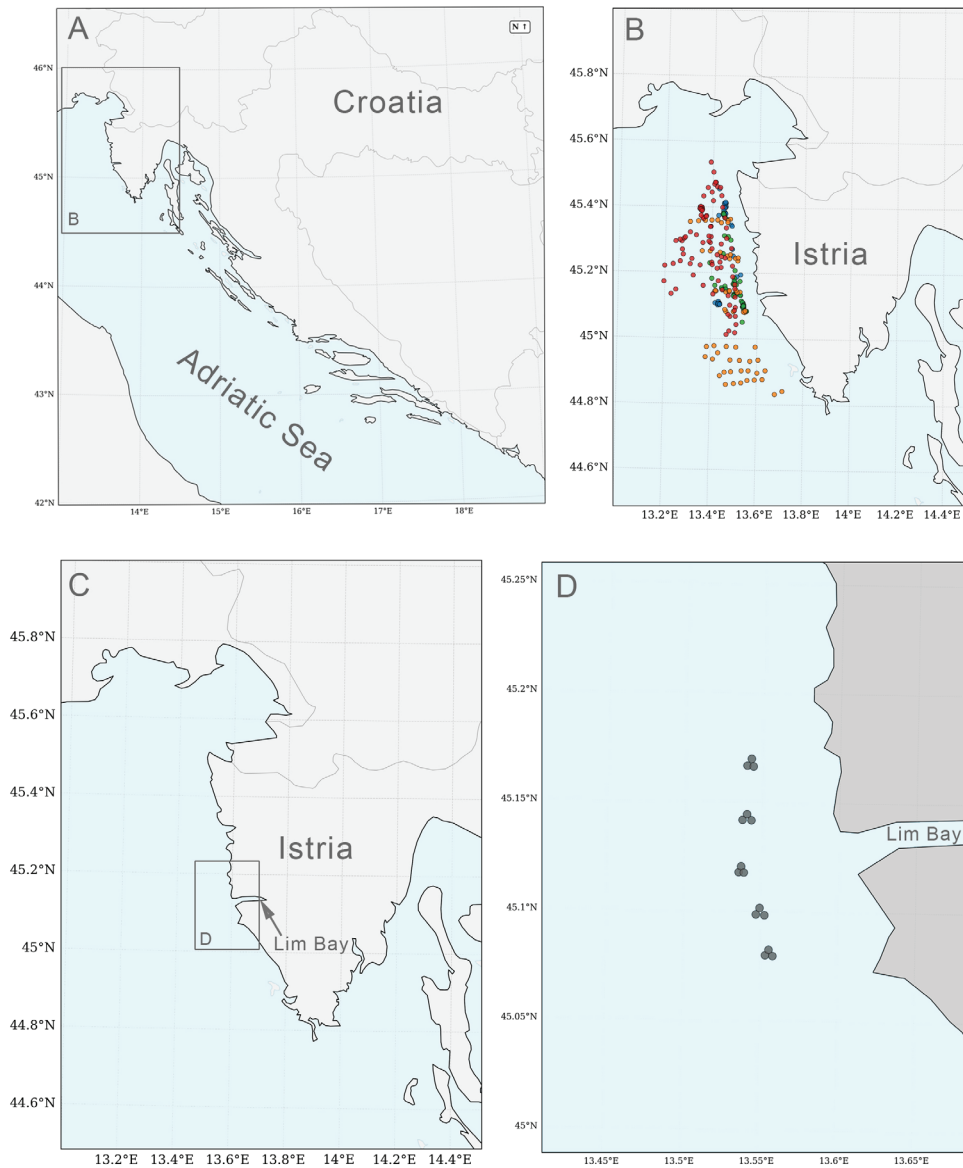 A
N ↑
46°N
45°N
44°N
43°N
42°N
Croatia
Adriatic Sea
B
14°E
15°E
16°E
17°E
18°E
B
45.8°N
45.6°N
45.4°N
45.2°N
45°N
44.8°N
44.6°N
Istria
13.2°E
13.4°E
13.6°E
13.8°E
14°E
14.2°E
14.4°E
C
45.8°N
45.6°N
45.4°N
45.2°N
45°N
44.8°N
44.6°N
Istria
D
Lim Bay
13.2°E
13.4°E
13.6°E
13.8°E
14°E
14.2°E
14.4°E
D
45.25°N
45.2°N
45.15°N
45.1°N
45.05°N
45°N
Lim Bay
13.45°E
13.5°E
13.55°E
13.6°E
13.65°E